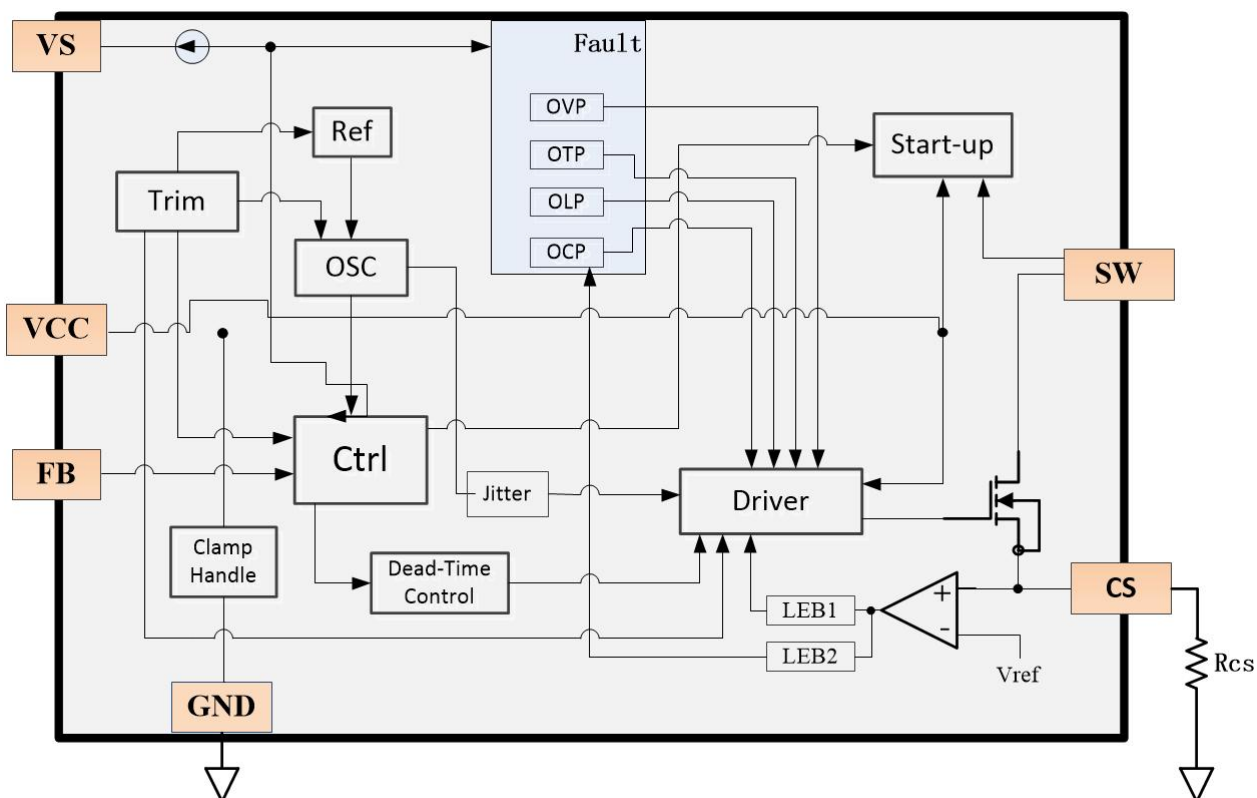 VS
Fault
OVP
Ref
Start-up
OTP
Trim
OLP
OCP
OSC
SW
VCC
Ctrl
FB
Jitter
Driver
Clamp
Handle
Dead-Time
Control
CS
+
-
LEB1
LEB2
Vref
Rcs
GND